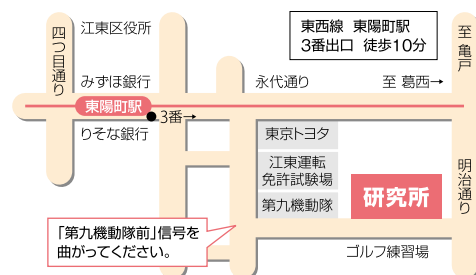 四つ目通り
江東区役所
東西線 東陽町駅
3番出口 徒歩10分
至 亀戸
みずほ銀行
永代通り
至 葛西→
東陽町駅
3番→
りそな銀行
東京トヨタ
江東運転
免許試験場
第九機動隊
研究所
明治通り
「第九機動隊前」信号を
曲がってください。
ゴルフ練習場